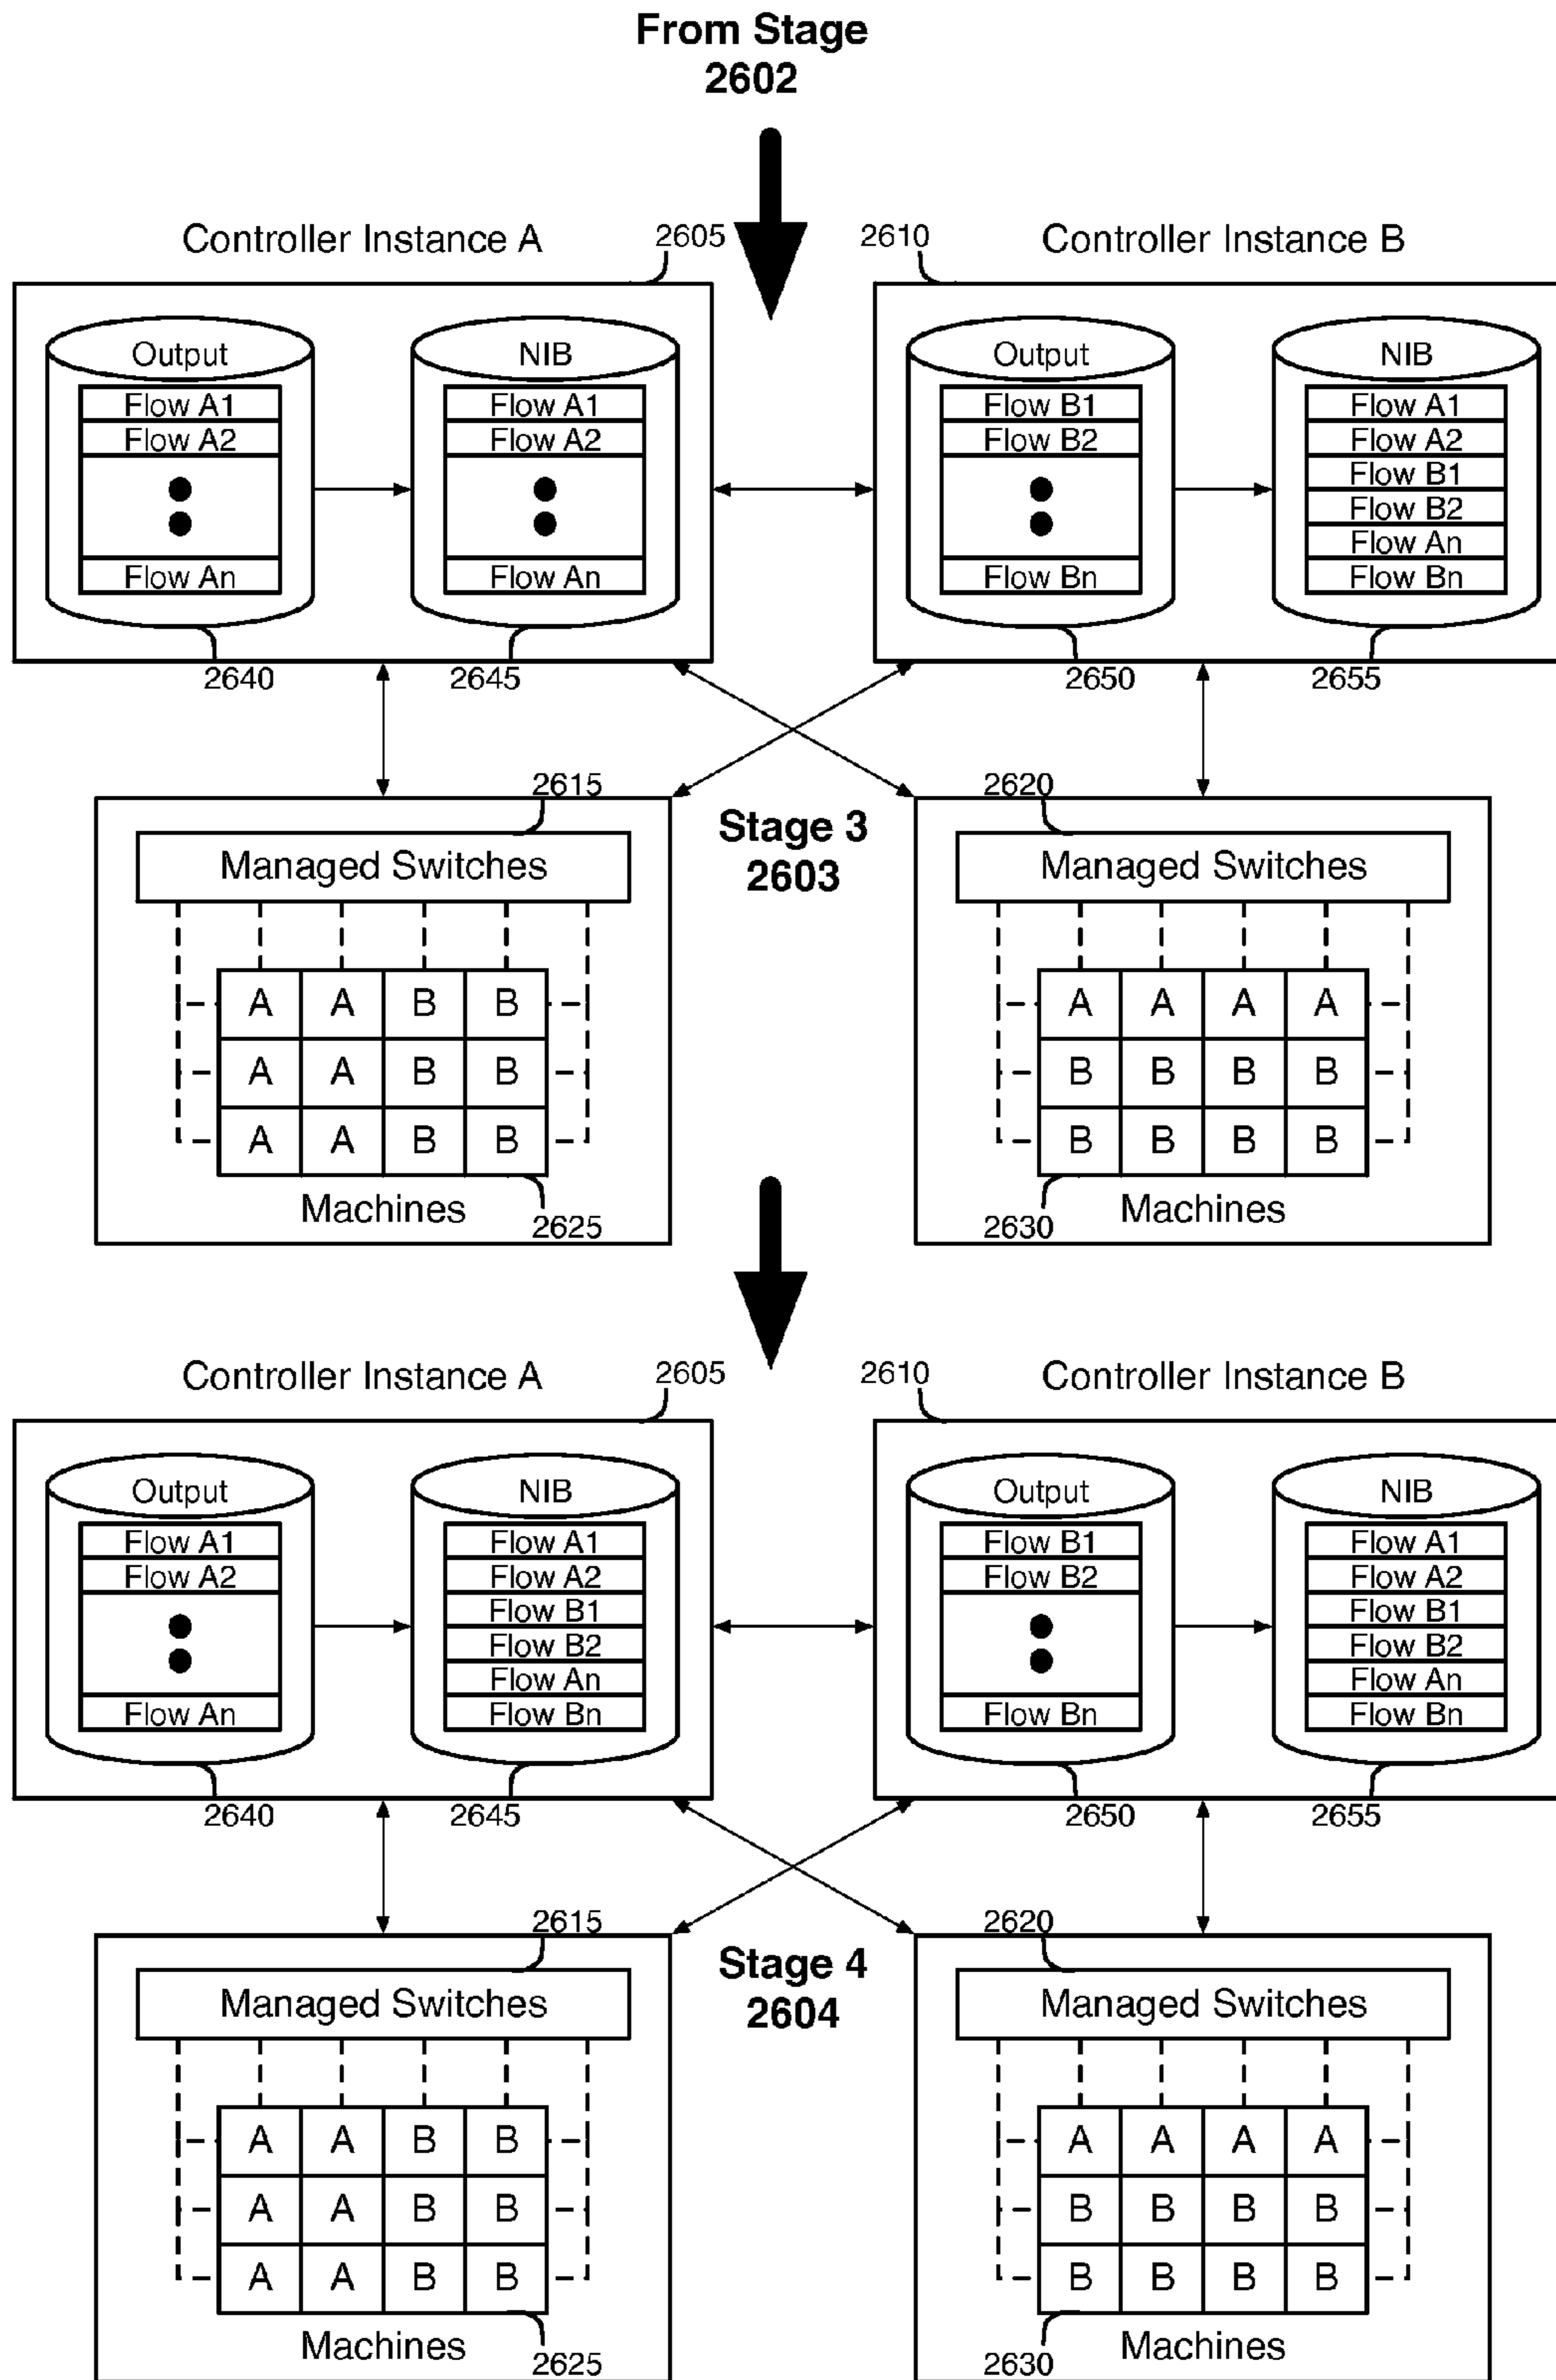 From Stage
2602
Controller Instance A
2605
2610
Controller Instance B
Output
Flow A1
Flow A2
Flow An
NIB
Flow A1
Flow A2
Flow An
Output
Flow B1
Flow B2
Flow Bn
NIB
Flow A1
Flow A2
Flow B1
Flow B2
Flow An
Flow Bn
2640
2645
2650
2655
2615
2620
Stage 3
2603
Managed Switches
A A B B
A A B B
A A B B
Machines
2625
Managed Switches
A A A A
B B B B
B B B B
2630
Machines
Controller Instance A
2605
2610
Controller Instance B
Output
Flow A1
Flow A2
Flow An
NIB
Flow A1
Flow A2
Flow B1
Flow B2
Flow An
Flow Bn
Output
Flow B1
Flow B2
Flow Bn
NIB
Flow A1
Flow A2
Flow B1
Flow B2
Flow An
Flow Bn
2640
2645
2650
2655
2615
2620
Stage 4
2604
Managed Switches
A A B B
A A B B
A A B B
Machines
2625
Managed Switches
A A A A
B B B B
B B B B
2630
Machines